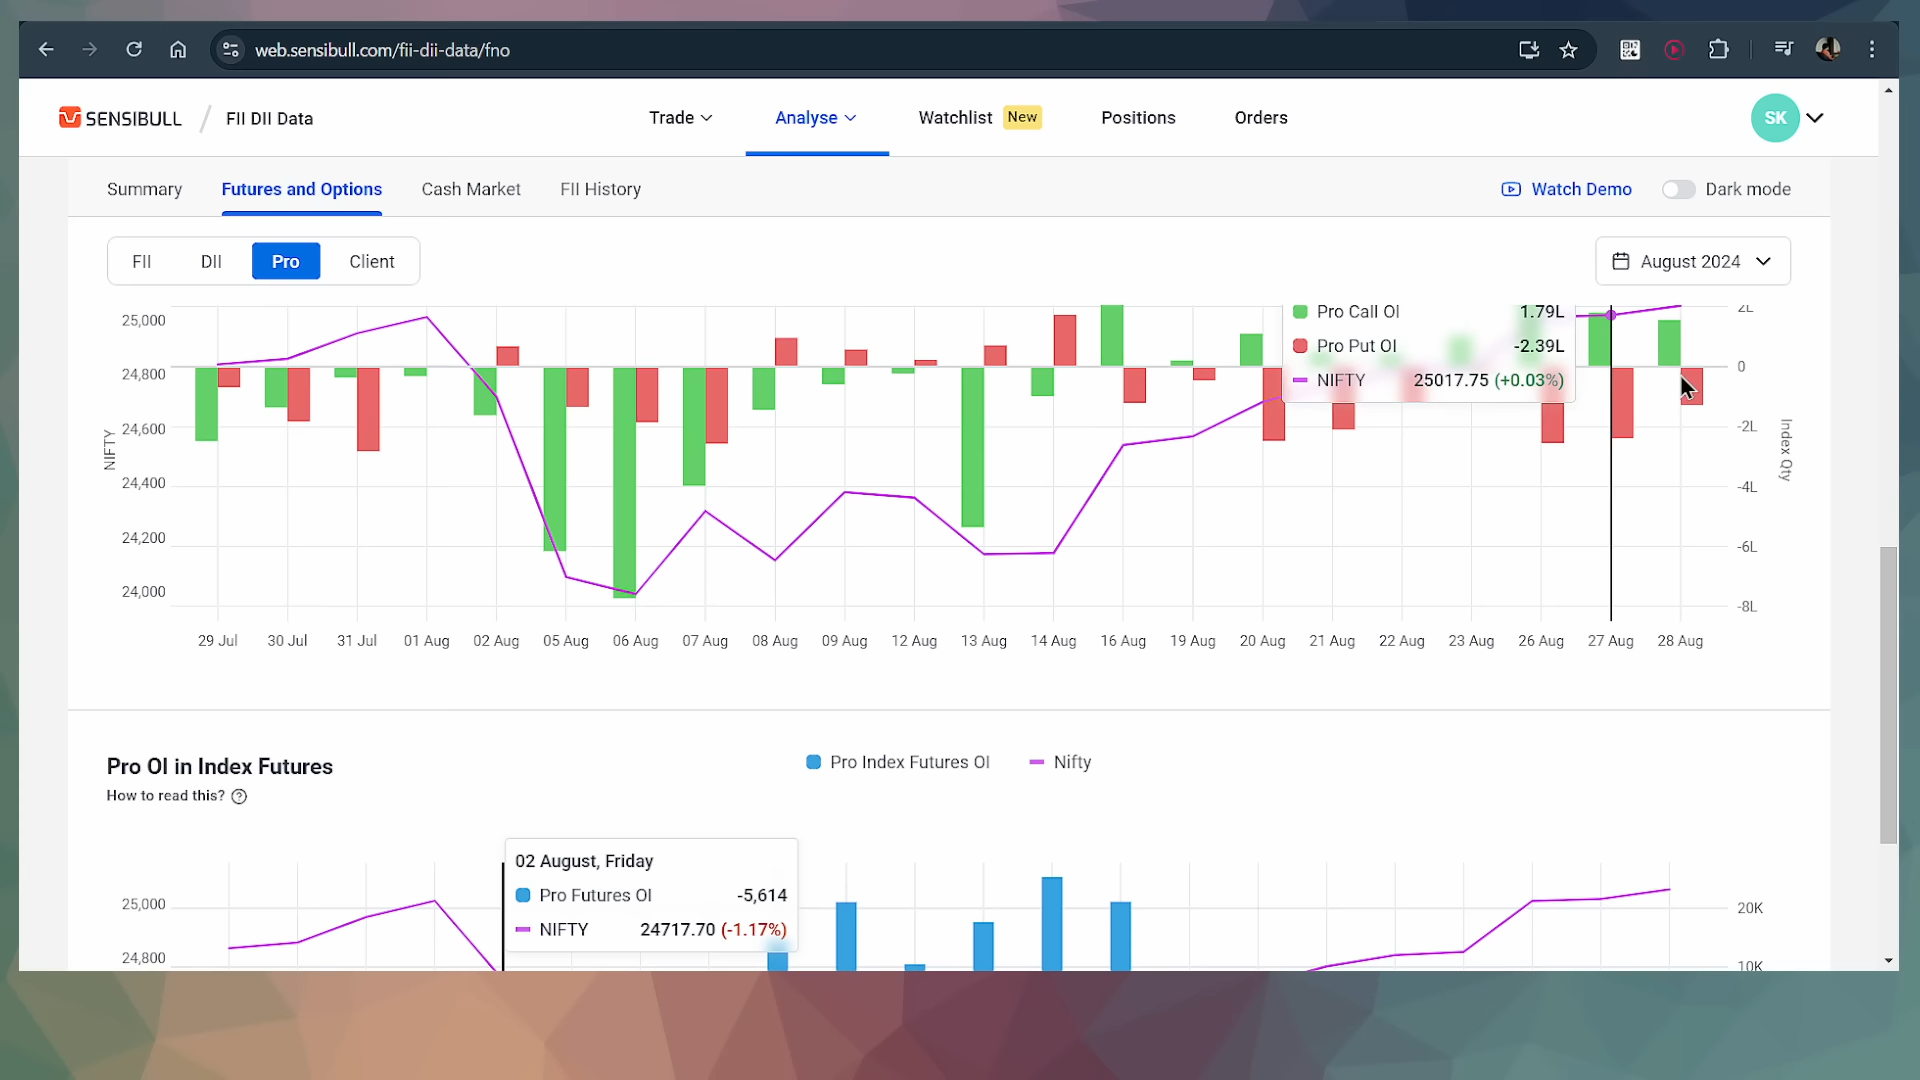 web.sensibull.com/fii-dii-data/fno
SENSIBULL / FII DII Data
Trade
Analyse
Watchlist New
Positions
Orders
SK
Summary
Futures and Options
Cash Market
FII History
Watch Demo
Dark mode
FII
DII
Pro
Client
August 2024
Pro Call OI 1.79L
Pro Put OI -2.39L
NIFTY 25017.75 (+0.03%)
25,000
24,800
24,600
24,400
24,200
24,000
NIFTY
2L
0
-2L
-4L
-6L
-8L
Index Qty
29 Jul 30 Jul 31 Jul 01 Aug 02 Aug 05 Aug 06 Aug 07 Aug 08 Aug 09 Aug 12 Aug 13 Aug 14 Aug 16 Aug 19 Aug 20 Aug 21 Aug 22 Aug 23 Aug 26 Aug 27 Aug 28 Aug
Pro OI in Index Futures
How to read this? ?
Pro Index Futures OI
Nifty
02 August, Friday
Pro Futures OI -5,614
NIFTY 24717.70 (-1.17%)
25,000
24,800
20K
10K